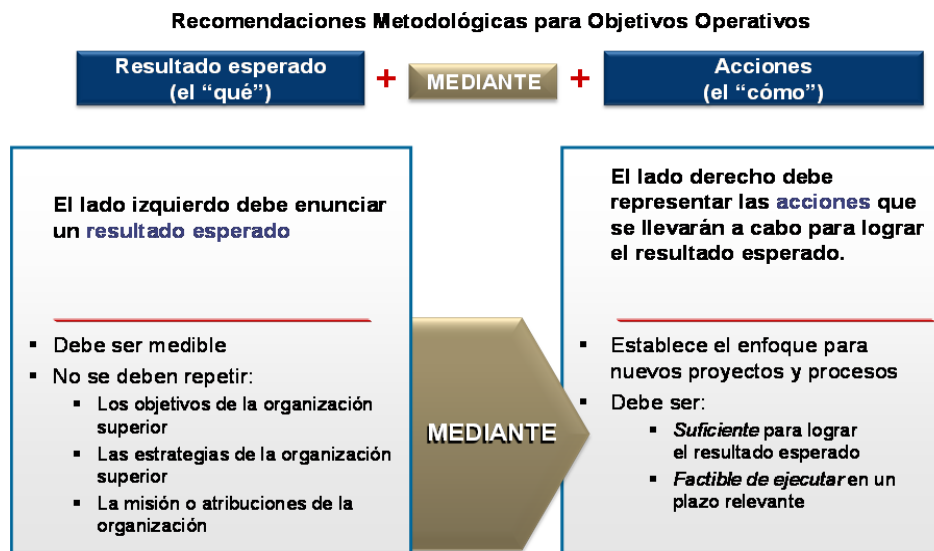 Recomendaciones Metodológicas para Objetivos Operativos
Resultado esperado
(el “qué”)
+
MEDIANTE
+
Acciones
(el “cómo”)
El lado izquierdo debe enunciar
un resultado esperado
▪ Debe ser medible
▪ No se deben repetir:
▪ Los objetivos de la organización
superior
▪ Las estrategias de la organización
superior
▪ La misión o atribuciones de la
organización
MEDIANTE
El lado derecho debe
representar las acciones que
se llevarán a cabo para lograr
el resultado esperado.
▪ Establece el enfoque para
nuevos proyectos y procesos
▪ Debe ser:
▪ Suficiente para lograr
el resultado esperado
▪ Factible de ejecutar en un
plazo relevante